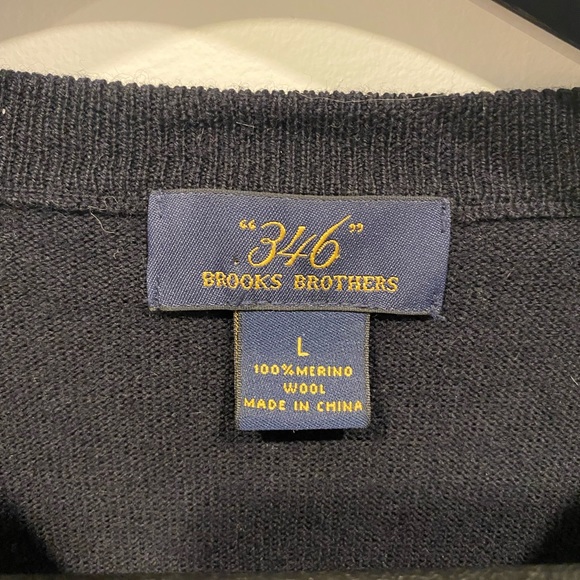 “346”
BROOKS BROTHERS
L
100% MERINO
WOOL
MADE IN CHINA